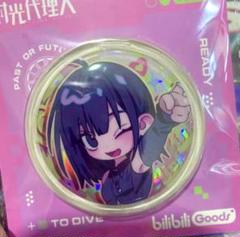 时光代理人
PAST OR FUTU
READY
TO DIVE
bilibili Goods